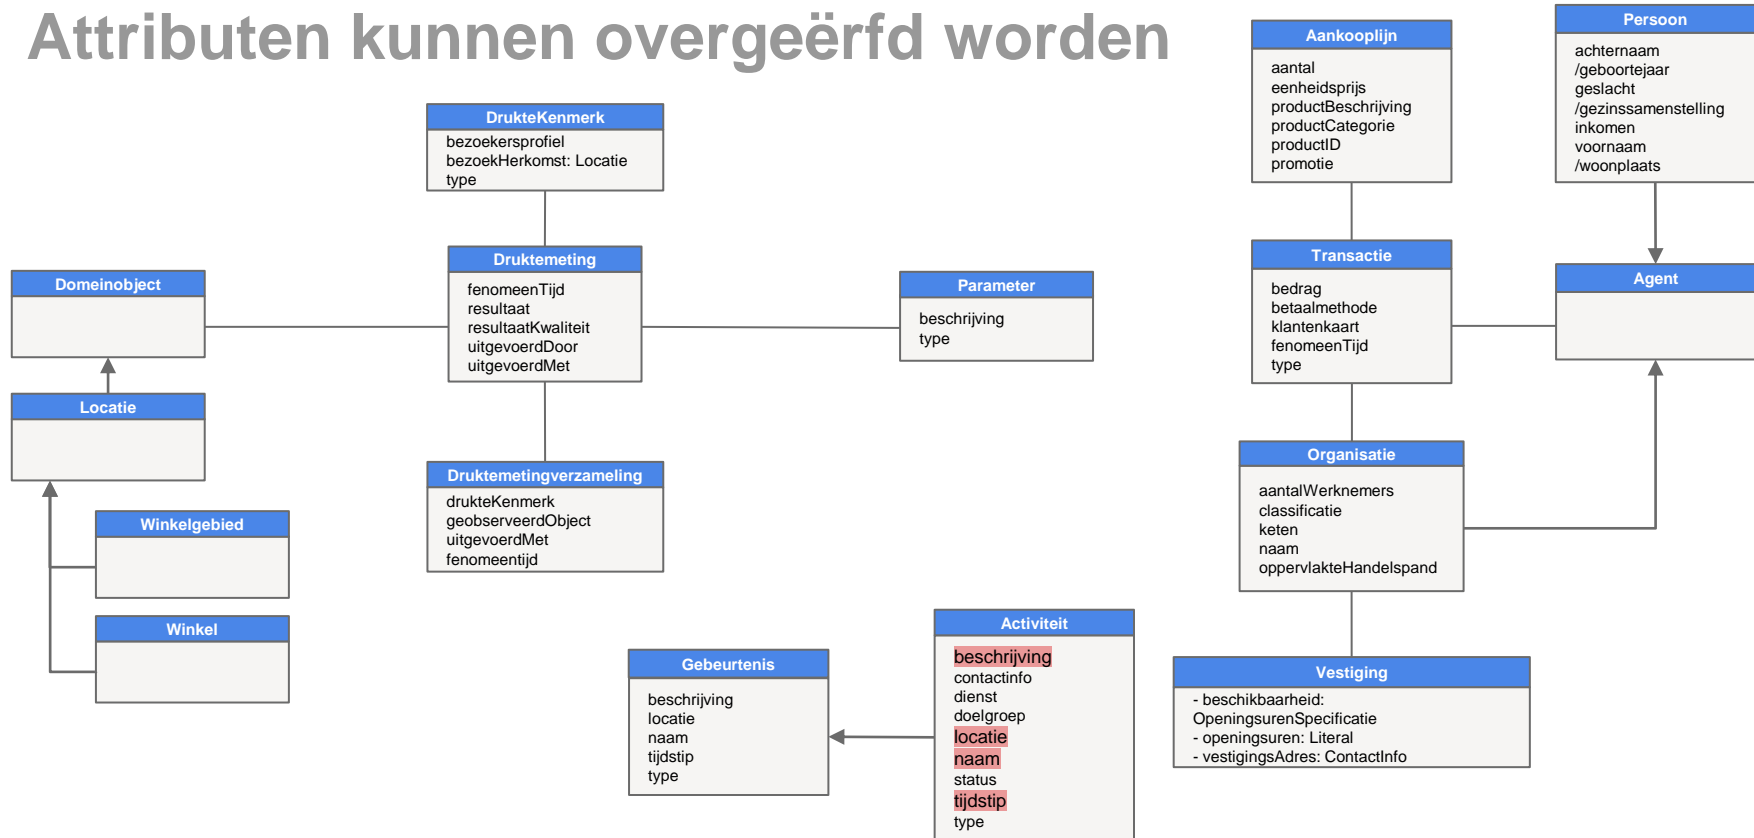 Attributen kunnen overgeërfd worden
DrukteKenmerk
bezoekersprofiel
bezoekHerkomst: Locatie
type
Domeinobject
Druktemeting
fenomeenTijd
resultaat
resultaatKwaliteit
uitgevoerdDoor
uitgevoerdMet
Parameter
beschrijving
type
Locatie
Winkelgebied
Winkel
Druktemetingverzameling
drukteKenmerk
geobserveerdObject
uitgevoerdMet
fenomeentijd
Gebeurtenis
beschrijving
locatie
naam
tijdstip
type
Activiteit
beschrijving
contactinfo
dienst
doelgroep
locatie
naam
status
tijdstip
type
Aankooplijn
aantal
eenheidsprijs
productBeschrijving
productCategorie
productID
promotie
Persoon
achternaam
/geboortejaar
geslacht
/gezinssamenstelling
inkomen
voornaam
/woonplaats
Transactie
bedrag
betaalmethode
klantenkaart
fenomeenTijd
type
Agent
Organisatie
aantalWerknemers
classificatie
keten
naam
oppervlakteHandelspand
Vestiging
- beschikbaarheid:
OpeningsurenSpecificatie
- openingsuren: Literal
- vestigingsAdres: ContactInfo